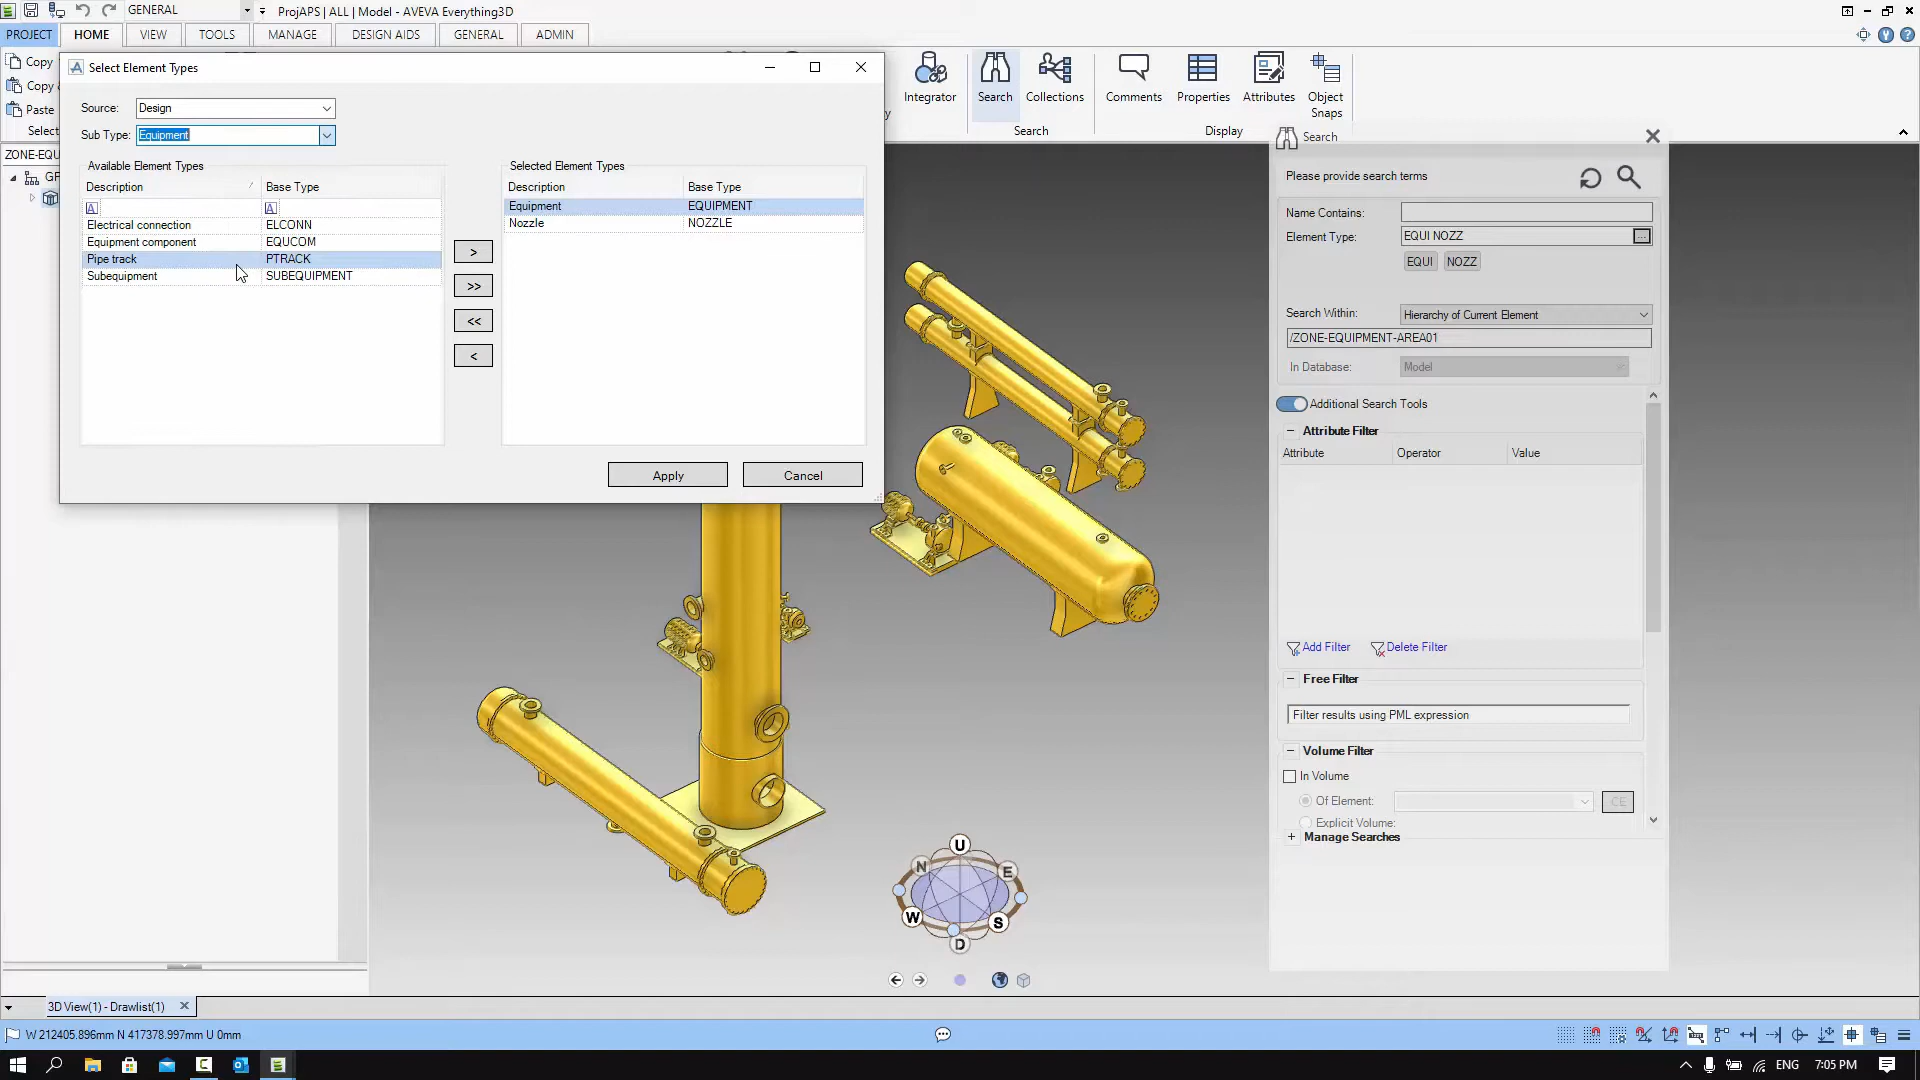 GENERAL
ProjAPS | ALL | Model - AVEVA Everything3D
PROJECT
HOME
VIEW
TOOLS
MANAGE
DESIGN AIDS
GENERAL
ADMIN
Copy
Copy
Paste
Select
Integrator
Search
Collections
Comments
Properties
Attributes
Object
Snaps
Search
Display
ZONE-EQU
Select Element Types
Source:
Design
Sub Type:
Equipment
Available Element Types
Description
Base Type
Electrical connection
ELCONN
Equipment component
EQUCOM
Pipe track
PTRACK
Subequipment
SUBEQUIPMENT
>
>>
<<
<
Selected Element Types
Description
Base Type
Equipment
EQUIPMENT
Nozzle
NOZZLE
Apply
Cancel
Search
Please provide search terms
Name Contains:
Element Type:
EQUI NOZZ
...
EQUI
NOZZ
Search Within:
Hierarchy of Current Element
/ZONE-EQUIPMENT-AREA01
In Database:
Model
Additional Search Tools
Attribute Filter
Attribute
Operator
Value
Add Filter
Delete Filter
Free Filter
Filter results using PML expression
Volume Filter
In Volume
Of Element:
CE
Explicit Volume:
Manage Searches
U
N
E
W
S
D
3D View(1) - Drawlist(1)
W 212405.896mm N 417378.997mm U 0mm
ENG
7:05 PM